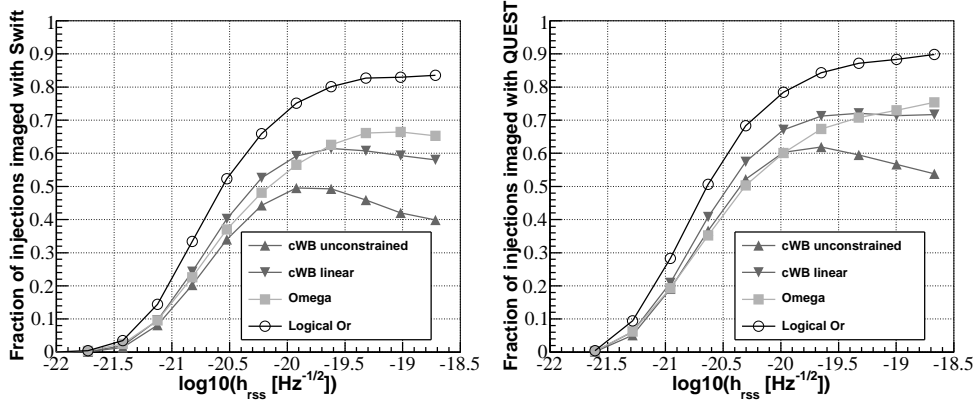 Fraction of injections imaged with Swift
1
0.9
0.8
0.7
0.6
0.5
0.4
0.3
0.2
0.1
0
cWB unconstrained
cWB linear
Omega
Logical Or
-22 -21.5 -21 -20.5 -20 -19.5 -19 -18.5
log10(h_rss [Hz^-1/2])
Fraction of injections imaged with QUEST
1
0.9
0.8
0.7
0.6
0.5
0.4
0.3
0.2
0.1
0
cWB unconstrained
cWB linear
Omega
Logical Or
-22 -21.5 -21 -20.5 -20 -19.5 -19 -18.5
log10(h_rss [Hz^-1/2])